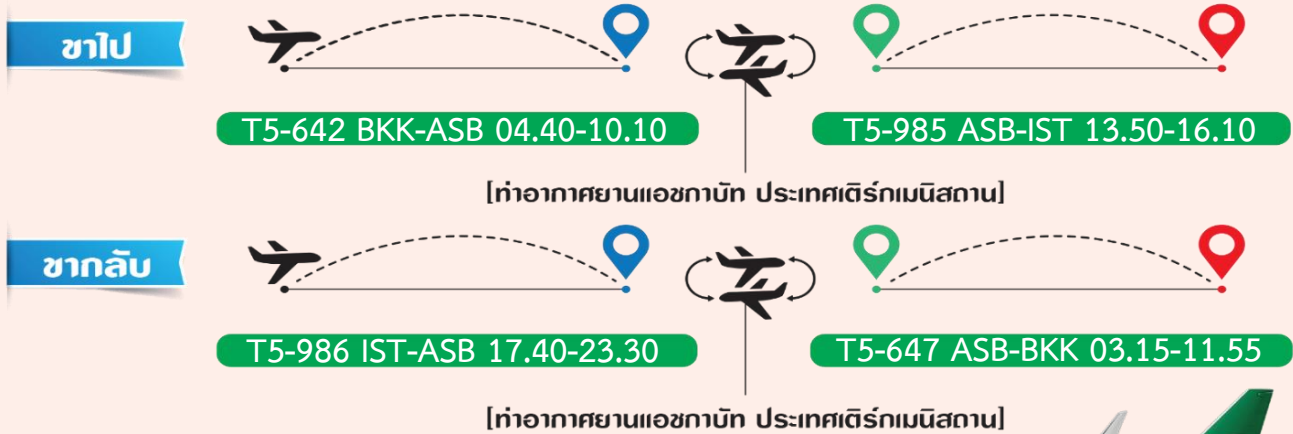 ขาไป
T5-642 BKK-ASB 04.40-10.10
T5-985 ASB-IST 13.50-16.10
[ท่าอากาศยานแอชกาบัท ประเทศเติร์กเมนิสถาน]
ขากลับ
T5-986 IST-ASB 17.40-23.30
T5-647 ASB-BKK 03.15-11.55
[ท่าอากาศยานแอชกาบัท ประเทศเติร์กเมนิสถาน]